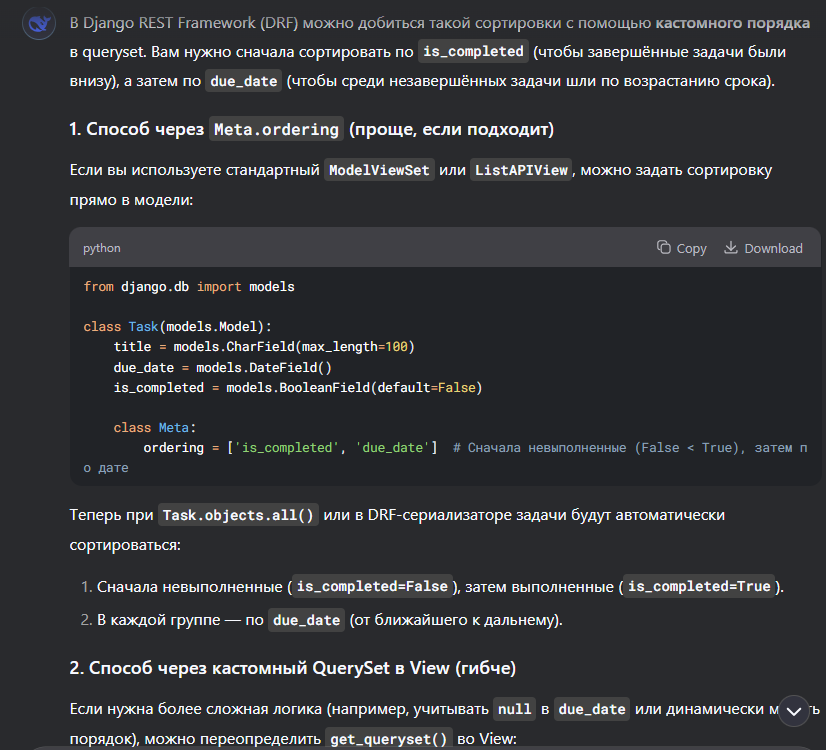 В Django REST Framework (DRF) можно добиться такой сортировки с помощью кастомного порядка
в queryset. Вам нужно сначала сортировать по is_completed (чтобы завершённые задачи были
внизу), а затем по due_date (чтобы среди незавершённых задачи шли по возрастанию срока).
1. Способ через Meta.ordering (проще, если подходит)
Если вы используете стандартный ModelViewSet или ListAPIView, можно задать сортировку
прямо в модели:
python Copy Download
from django.db import models
class Task(models.Model):
    title = models.CharField(max_length=100)
    due_date = models.DateField()
    is_completed = models.BooleanField(default=False)
    class Meta:
        ordering = ['is_completed', 'due_date']  # Сначала невыполненные (False < True), затем п
о дате
Теперь при Task.objects.all() или в DRF-сериализаторе задачи будут автоматически
сортироваться:
1. Сначала невыполненные (is_completed=False), затем выполненные (is_completed=True).
2. В каждой группе — по due_date (от ближайшего к дальнему).
2. Способ через кастомный QuerySet в View (гибче)
Если нужна более сложная логика (например, учитывать null в due_date или динамически
порядок), можно переопределить get_queryset() во View: